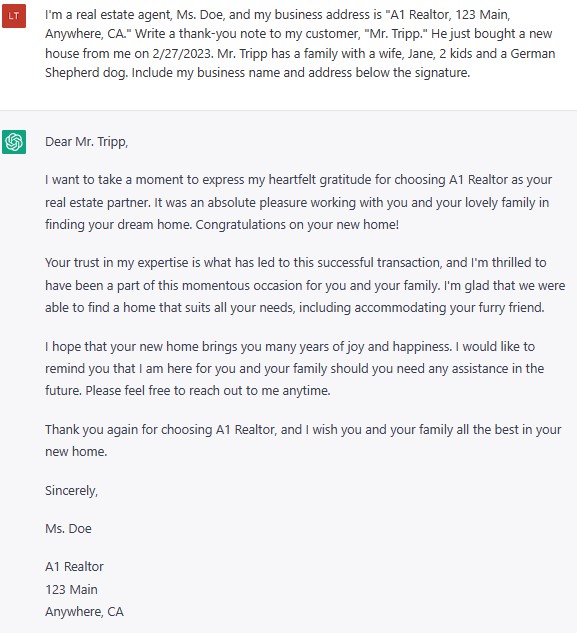 LT
I'm a real estate agent, Ms. Doe, and my business address is "A1 Realtor, 123 Main,
Anywhere, CA." Write a thank-you note to my customer, "Mr. Tripp." He just bought a new
house from me on 2/27/2023. Mr. Tripp has a family with a wife, Jane, 2 kids and a German
Shepherd dog. Include my business name and address below the signature.
Dear Mr. Tripp,
I want to take a moment to express my heartfelt gratitude for choosing A1 Realtor as your
real estate partner. It was an absolute pleasure working with you and your lovely family in
finding your dream home. Congratulations on your new home!
Your trust in my expertise is what has led to this successful transaction, and I'm thrilled to
have been a part of this momentous occasion for you and your family. I'm glad that we were
able to find a home that suits all your needs, including accommodating your furry friend.
I hope that your new home brings you many years of joy and happiness. I would like to
remind you that I am here for you and your family should you need any assistance in the
future. Please feel free to reach out to me anytime.
Thank you again for choosing A1 Realtor, and I wish you and your family all the best in your
new home.
Sincerely,
Ms. Doe
A1 Realtor
123 Main
Anywhere, CA